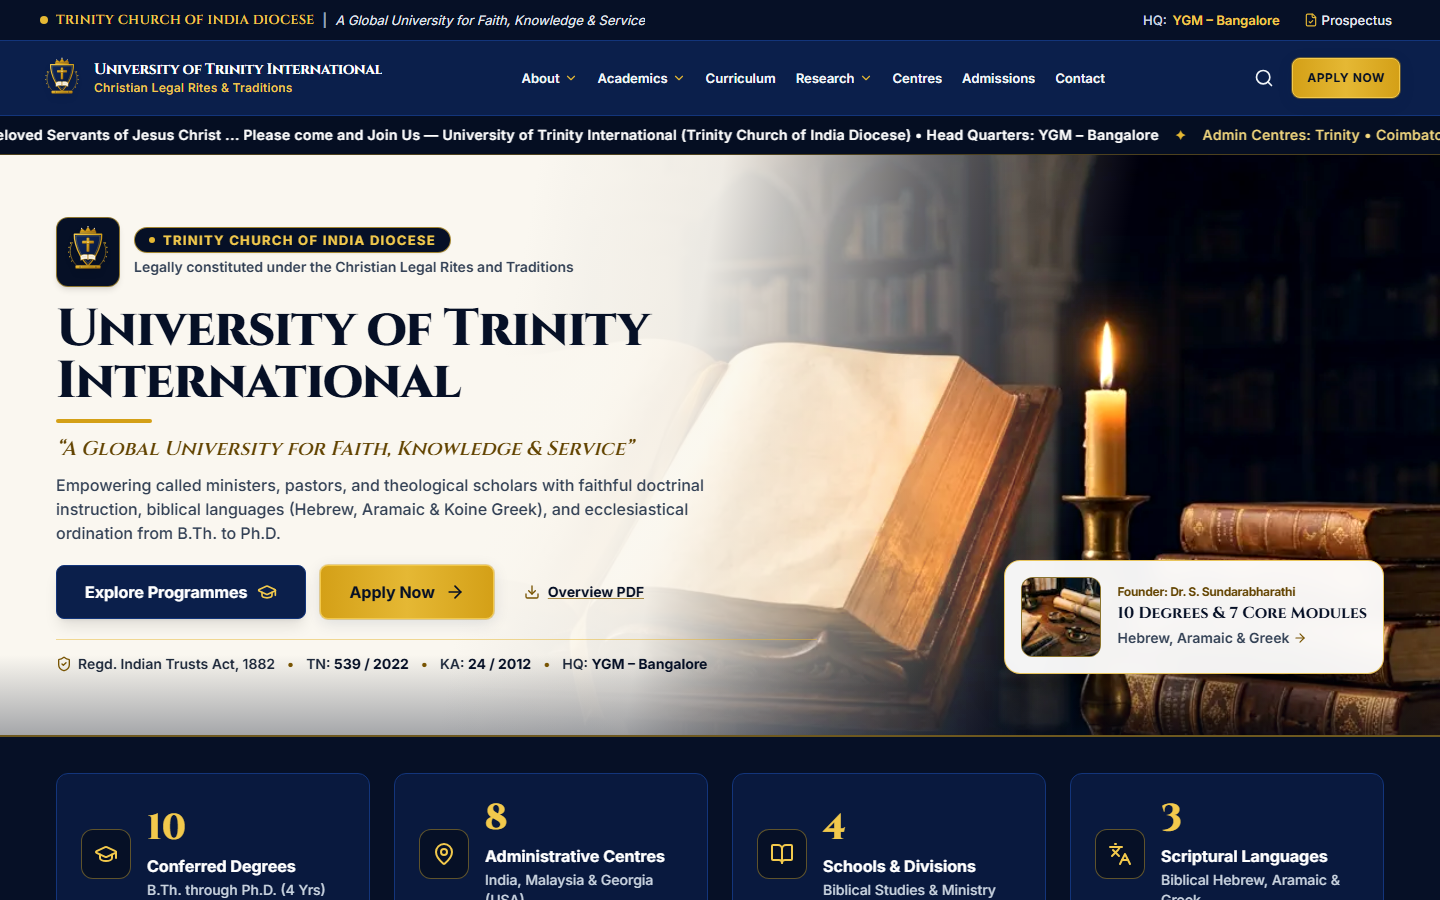 TRINITY CHURCH OF INDIA DIOCESE | A Global University for Faith, Knowledge & Service
HQ: YGM – Bangalore Prospectus
University of Trinity International
Christian Legal Rites & Traditions
About Academics Curriculum Research Centres Admissions Contact
APPLY NOW
eloved Servants of Jesus Christ ... Please come and Join Us — University of Trinity International (Trinity Church of India Diocese) • Head Quarters: YGM – Bangalore ✦ Admin Centres: Trinity • Coimbato
TRINITY CHURCH OF INDIA DIOCESE
Legally constituted under the Christian Legal Rites and Traditions
University of Trinity
International
“A Global University for Faith, Knowledge & Service”
Empowering called ministers, pastors, and theological scholars with faithful doctrinal
instruction, biblical languages (Hebrew, Aramaic & Koine Greek), and ecclesiastical
ordination from B.Th. to Ph.D.
Explore Programmes
Apply Now →
Overview PDF
Regd. Indian Trusts Act, 1882 • TN: 539 / 2022 • KA: 24 / 2012 • HQ: YGM – Bangalore
Founder: Dr. S. Sundarabharathi
10 Degrees & 7 Core Modules
Hebrew, Aramaic & Greek →
10
Conferred Degrees
B.Th. through Ph.D. (4 Yrs)
8
Administrative Centres
India, Malaysia & Georgia
(USA)
4
Schools & Divisions
Biblical Studies & Ministry
3
Scriptural Languages
Biblical Hebrew, Aramaic &
Greek